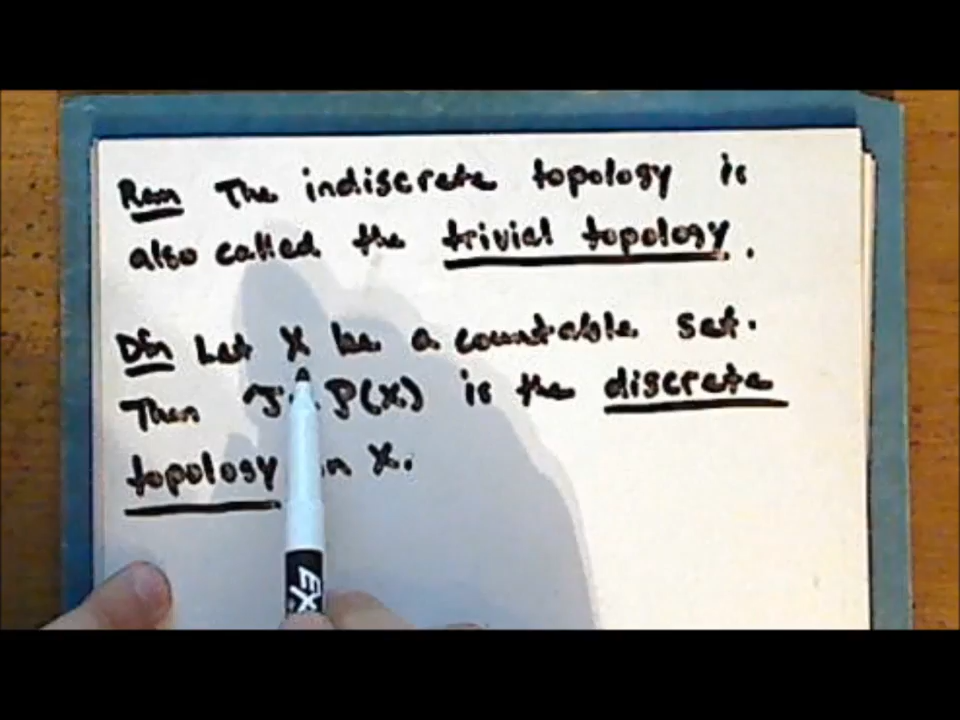 Rem The indiscrete topology is
also called the trivial topology.
Dfn Let X be a countable set.
Then 𝒯 P(X) is the discrete
topology on X.
EX